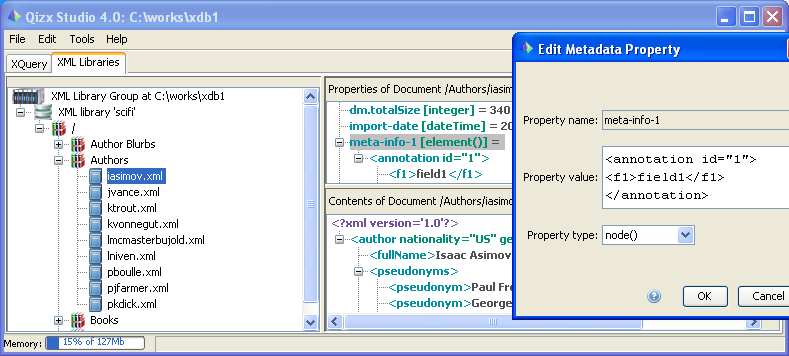 Qizx Studio 4.0: C:\works\xdb1
File Edit Tools Help
XQuery XML Libraries
XML Library Group at C:\works\xdb1
XML library 'scifi'
/
Author Blurbs
Authors
iasimov.xml
jvance.xml
ktrout.xml
kvonnegut.xml
lmcmasterbujold.xml
lniven.xml
pboulle.xml
pjfarmer.xml
pkdick.xml
Books
Properties of Document /Authors/iasimov
dm.totalSize [integer] = 340
import-date [dateTime] = 20
meta-info-1 [element()] =
<annotation id="1">
<f1>field1</f1>
Contents of Document /Authors/iasimov
<?xml version='1.0'?>
<author nationality="US" ge
<fullName>Isaac Asimov
<pseudonyms>
<pseudonym>Paul Fre
<pseudonym>George
Edit Metadata Property
Property name: meta-info-1
Property value: <annotation id="1">
<f1>field1</f1>
</annotation>
Property type: node()
? OK Cancel
Memory: 15% of 127Mb